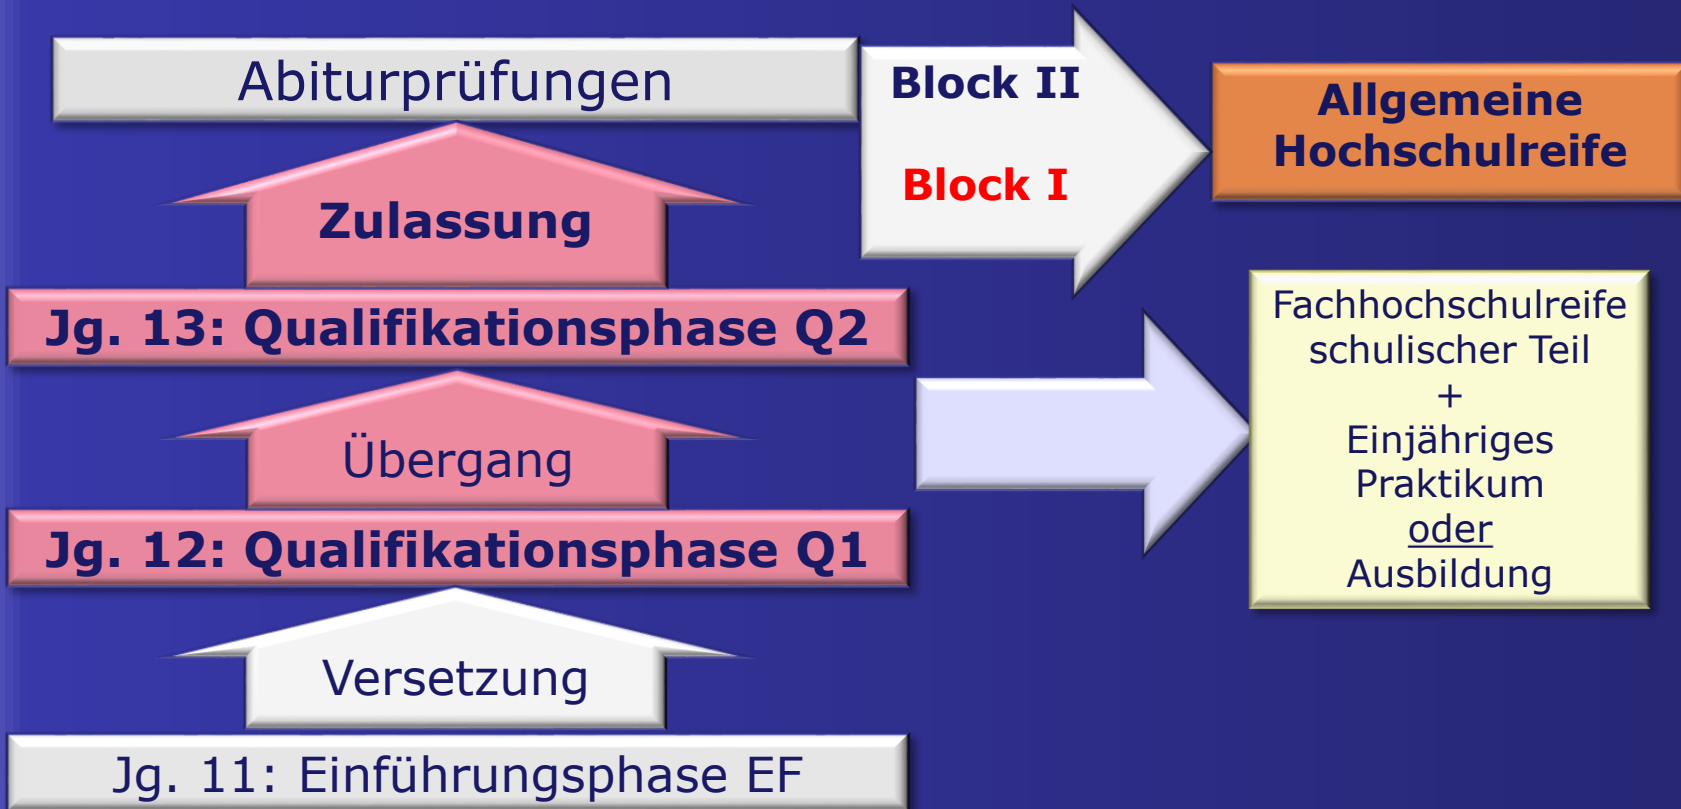 Abiturprüfungen
Block II
Block I
Allgemeine
Hochschulreife
Zulassung
Jg. 13: Qualifikationsphase Q2
Fachhochschulreife
schulischer Teil
+
Einjähriges
Praktikum
oder
Ausbildung
Übergang
Jg. 12: Qualifikationsphase Q1
Versetzung
Jg. 11: Einführungsphase EF